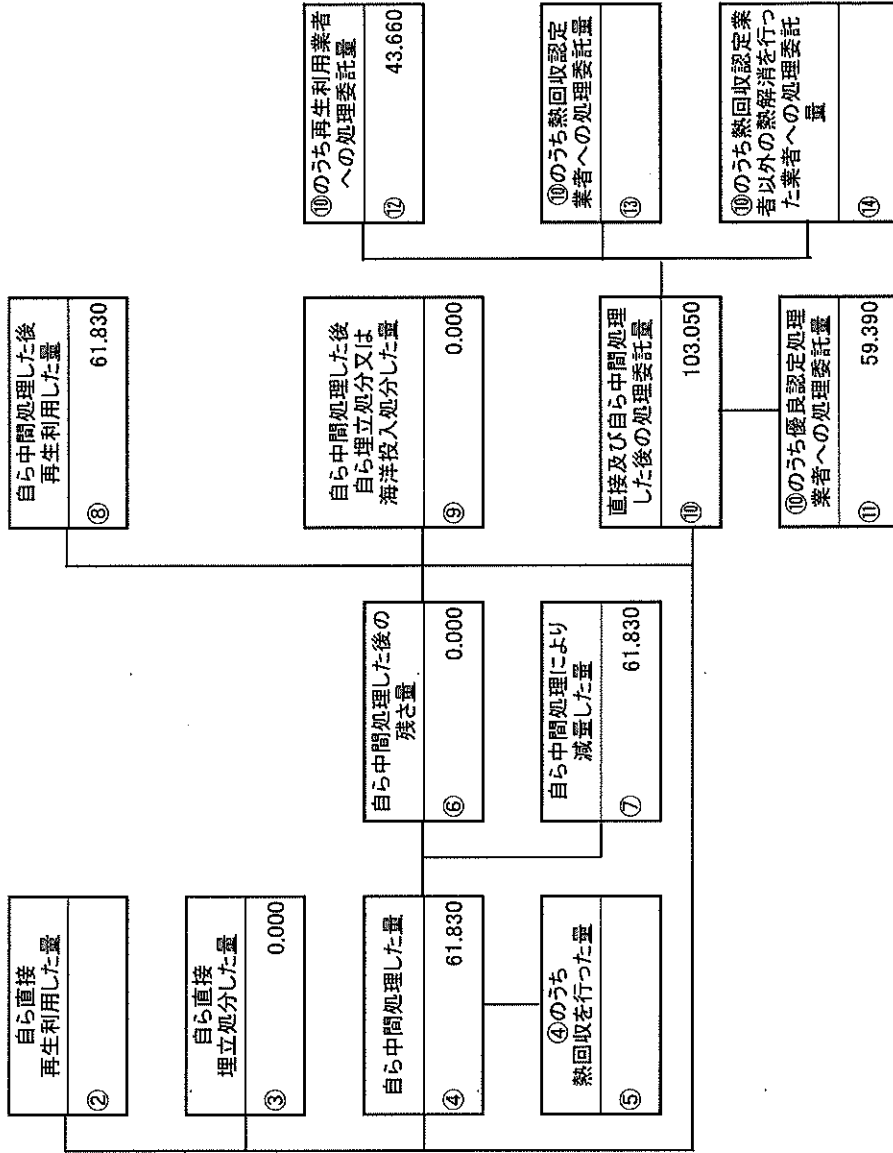 自ら直接
再生利用した量
②
自ら直接
埋立処分した量
③ 0.000
自ら中間処理した量
④ 61.830
④のうち
熱回収を行った量
⑤
自ら中間処理した後の
残さ量
⑥ 0.000
自ら中間処理により
減量した量
⑦ 61.830
自ら中間処理した後
再生利用した量
⑧ 61.830
自ら中間処理した後
自ら埋立処分又は
海洋投入処分した量
⑨ 0.000
直接及び自ら中間処理
した後の処理委託量
⑩ 103.050
⑩のうち優良認定処理
業者への処理委託量
⑪ 59.390
⑩のうち再生利用業者
への処理委託量
⑫ 43.660
⑩のうち熱回収認定
業者への処理委託量
⑬
⑩のうち熱回収認定業
者以外の熱解消を行っ
た業者への処理委託
量
⑭